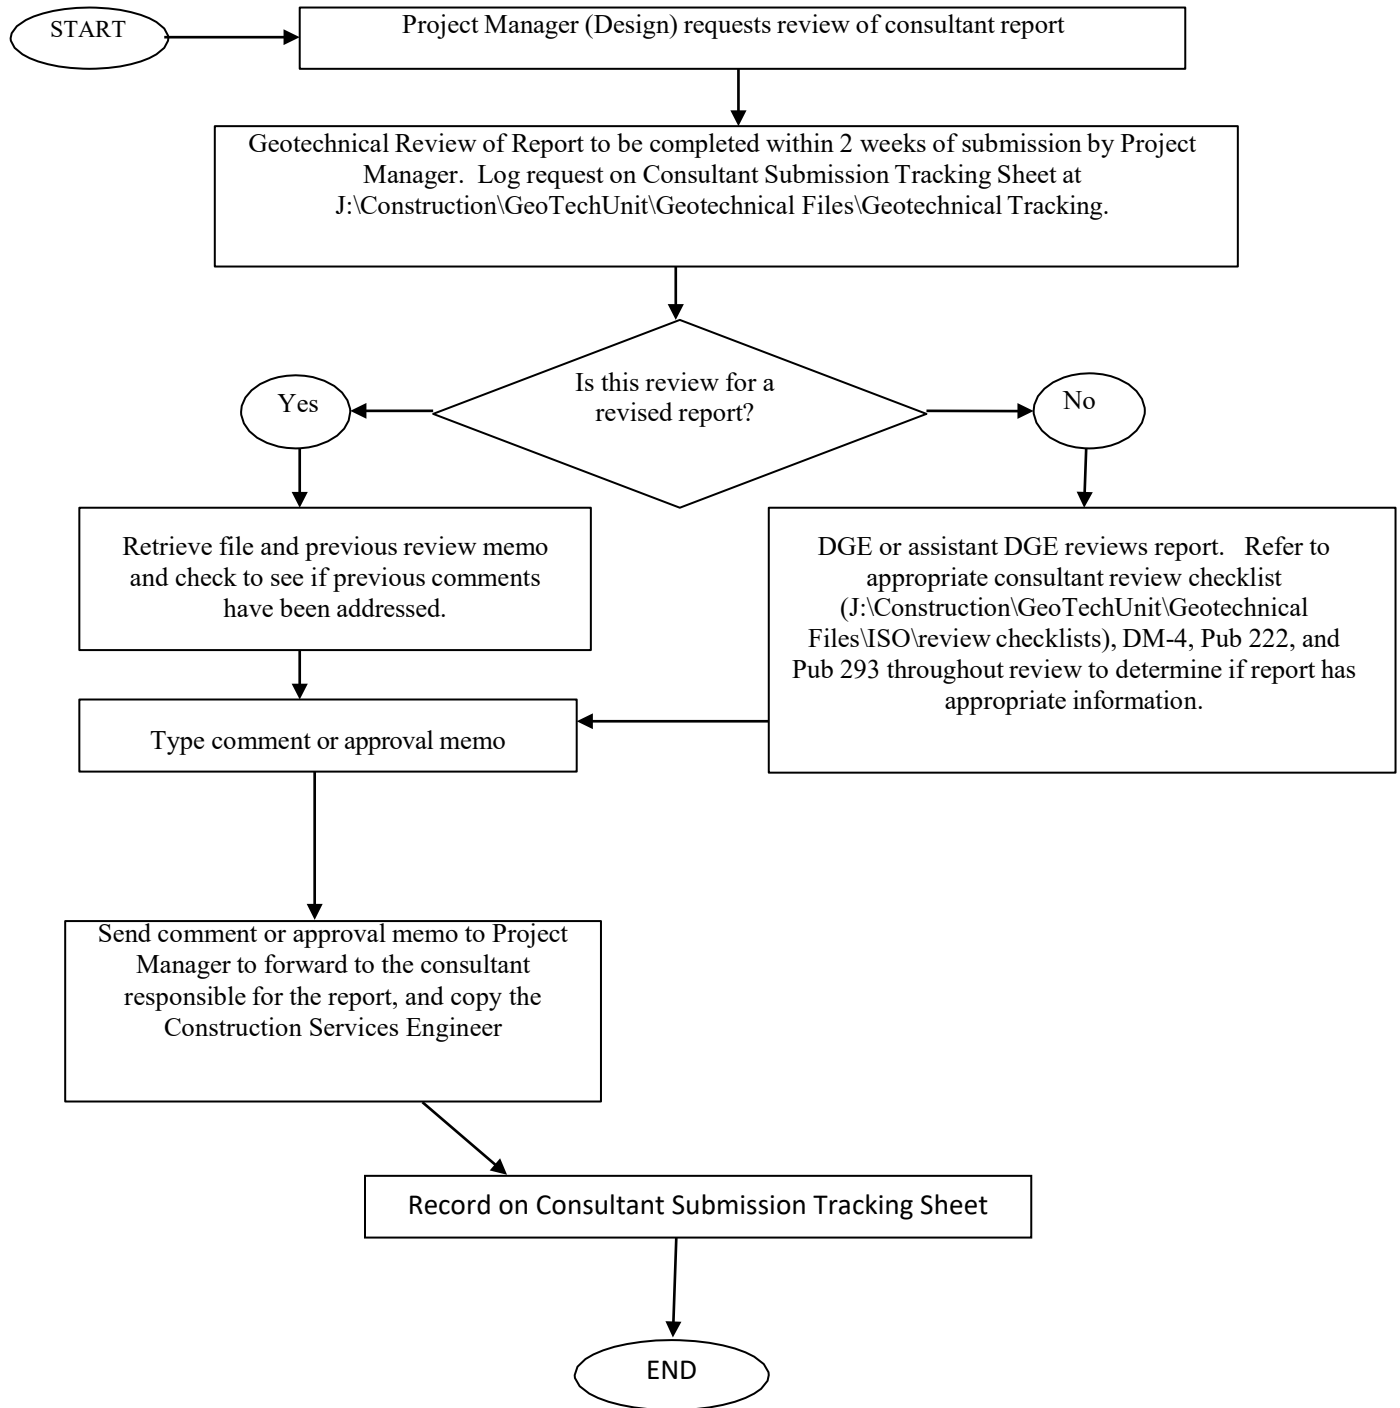 START
Project Manager (Design) requests review of consultant report
Geotechnical Review of Report to be completed within 2 weeks of submission by Project
Manager.  Log request on Consultant Submission Tracking Sheet at
J:\Construction\GeoTechUnit\Geotechnical Files\Geotechnical Tracking.
Is this review for a
revised report?
Yes
No
Retrieve file and previous review memo
and check to see if previous comments
have been addressed.
DGE or assistant DGE reviews report.   Refer to
appropriate consultant review checklist
(J:\Construction\GeoTechUnit\Geotechnical
Files\ISO\review checklists), DM-4, Pub 222, and
Pub 293 throughout review to determine if report has
appropriate information.
Type comment or approval memo
Send comment or approval memo to Project
Manager to forward to the consultant
responsible for the report, and copy the
Construction Services Engineer
Record on Consultant Submission Tracking Sheet
END